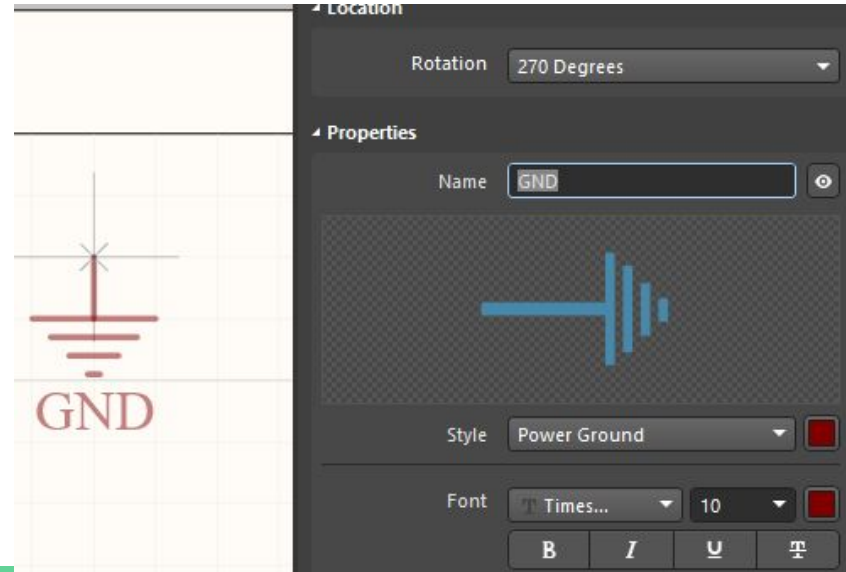 Location
Rotation 270 Degrees
Properties
Name GND
GND
Style Power Ground
Font T Times... 10
B I U T